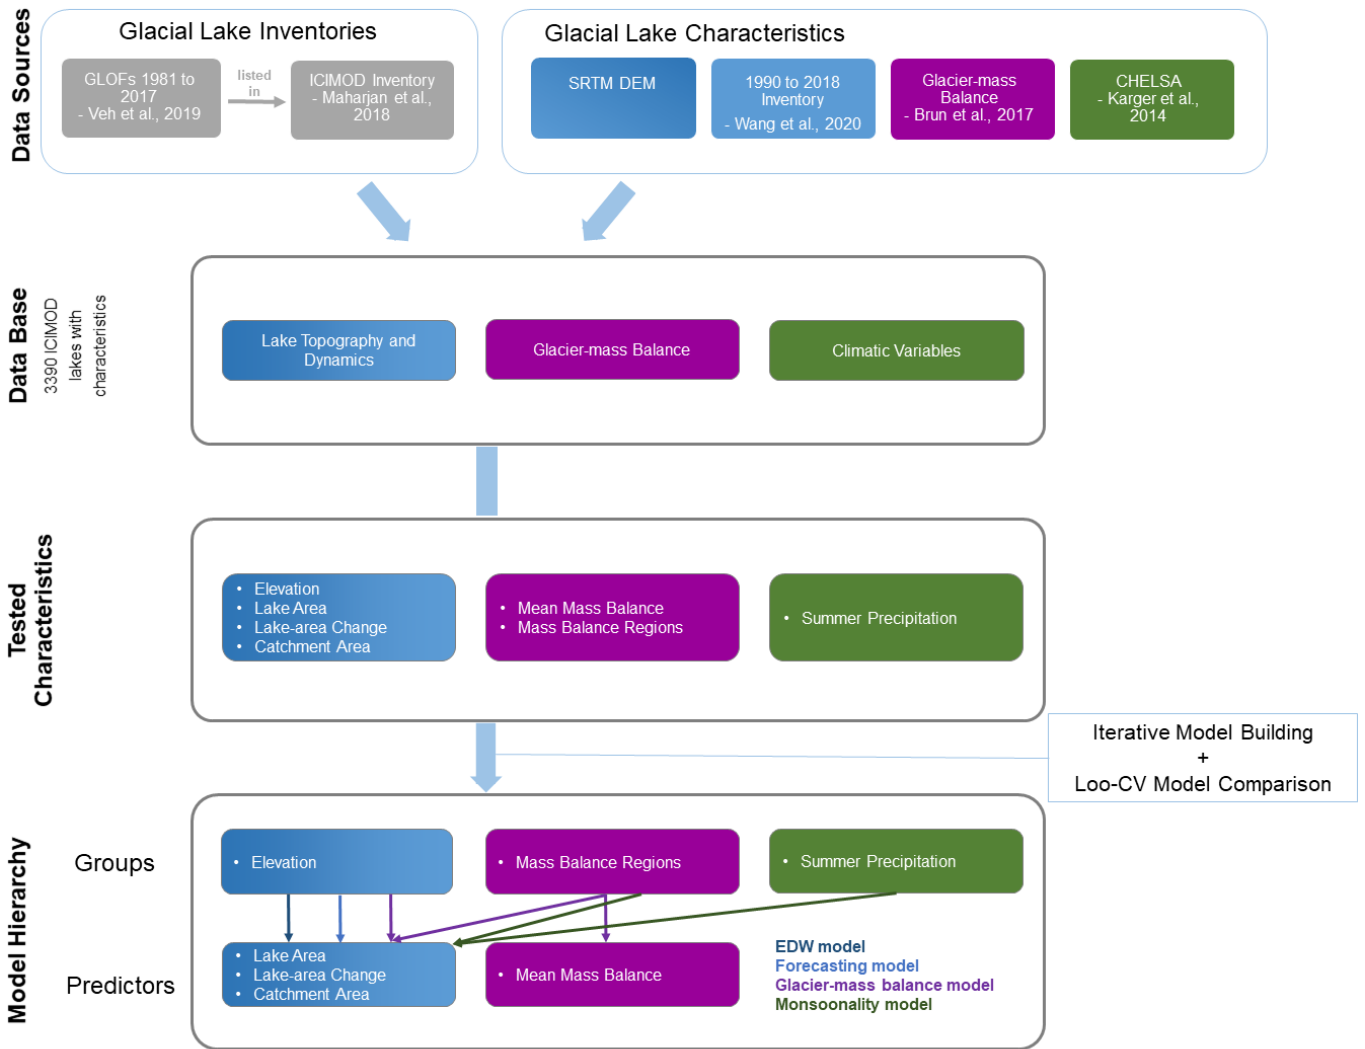 Data Sources
Glacial Lake Inventories
GLOFs 1981 to
2017
- Veh et al., 2019
listed
in
ICIMOD Inventory
- Maharjan et al.,
2018
Glacial Lake Characteristics
SRTM DEM
1990 to 2018
Inventory
- Wang et al., 2020
Glacier-mass
Balance
- Brun et al., 2017
CHELSA
- Karger et al.,
2014
Data Base
3390 ICIMOD
lakes with
characteristics
Lake Topography and
Dynamics
Glacier-mass Balance
Climatic Variables
Tested
Characteristics
• Elevation
• Lake Area
• Lake-area Change
• Catchment Area
• Mean Mass Balance
• Mass Balance Regions
• Summer Precipitation
Iterative Model Building
+
Loo-CV Model Comparison
Model Hierarchy
Groups
• Elevation
• Mass Balance Regions
• Summer Precipitation
Predictors
• Lake Area
• Lake-area Change
• Catchment Area
• Mean Mass Balance
EDW model
Forecasting model
Glacier-mass balance model
Monsoonality model